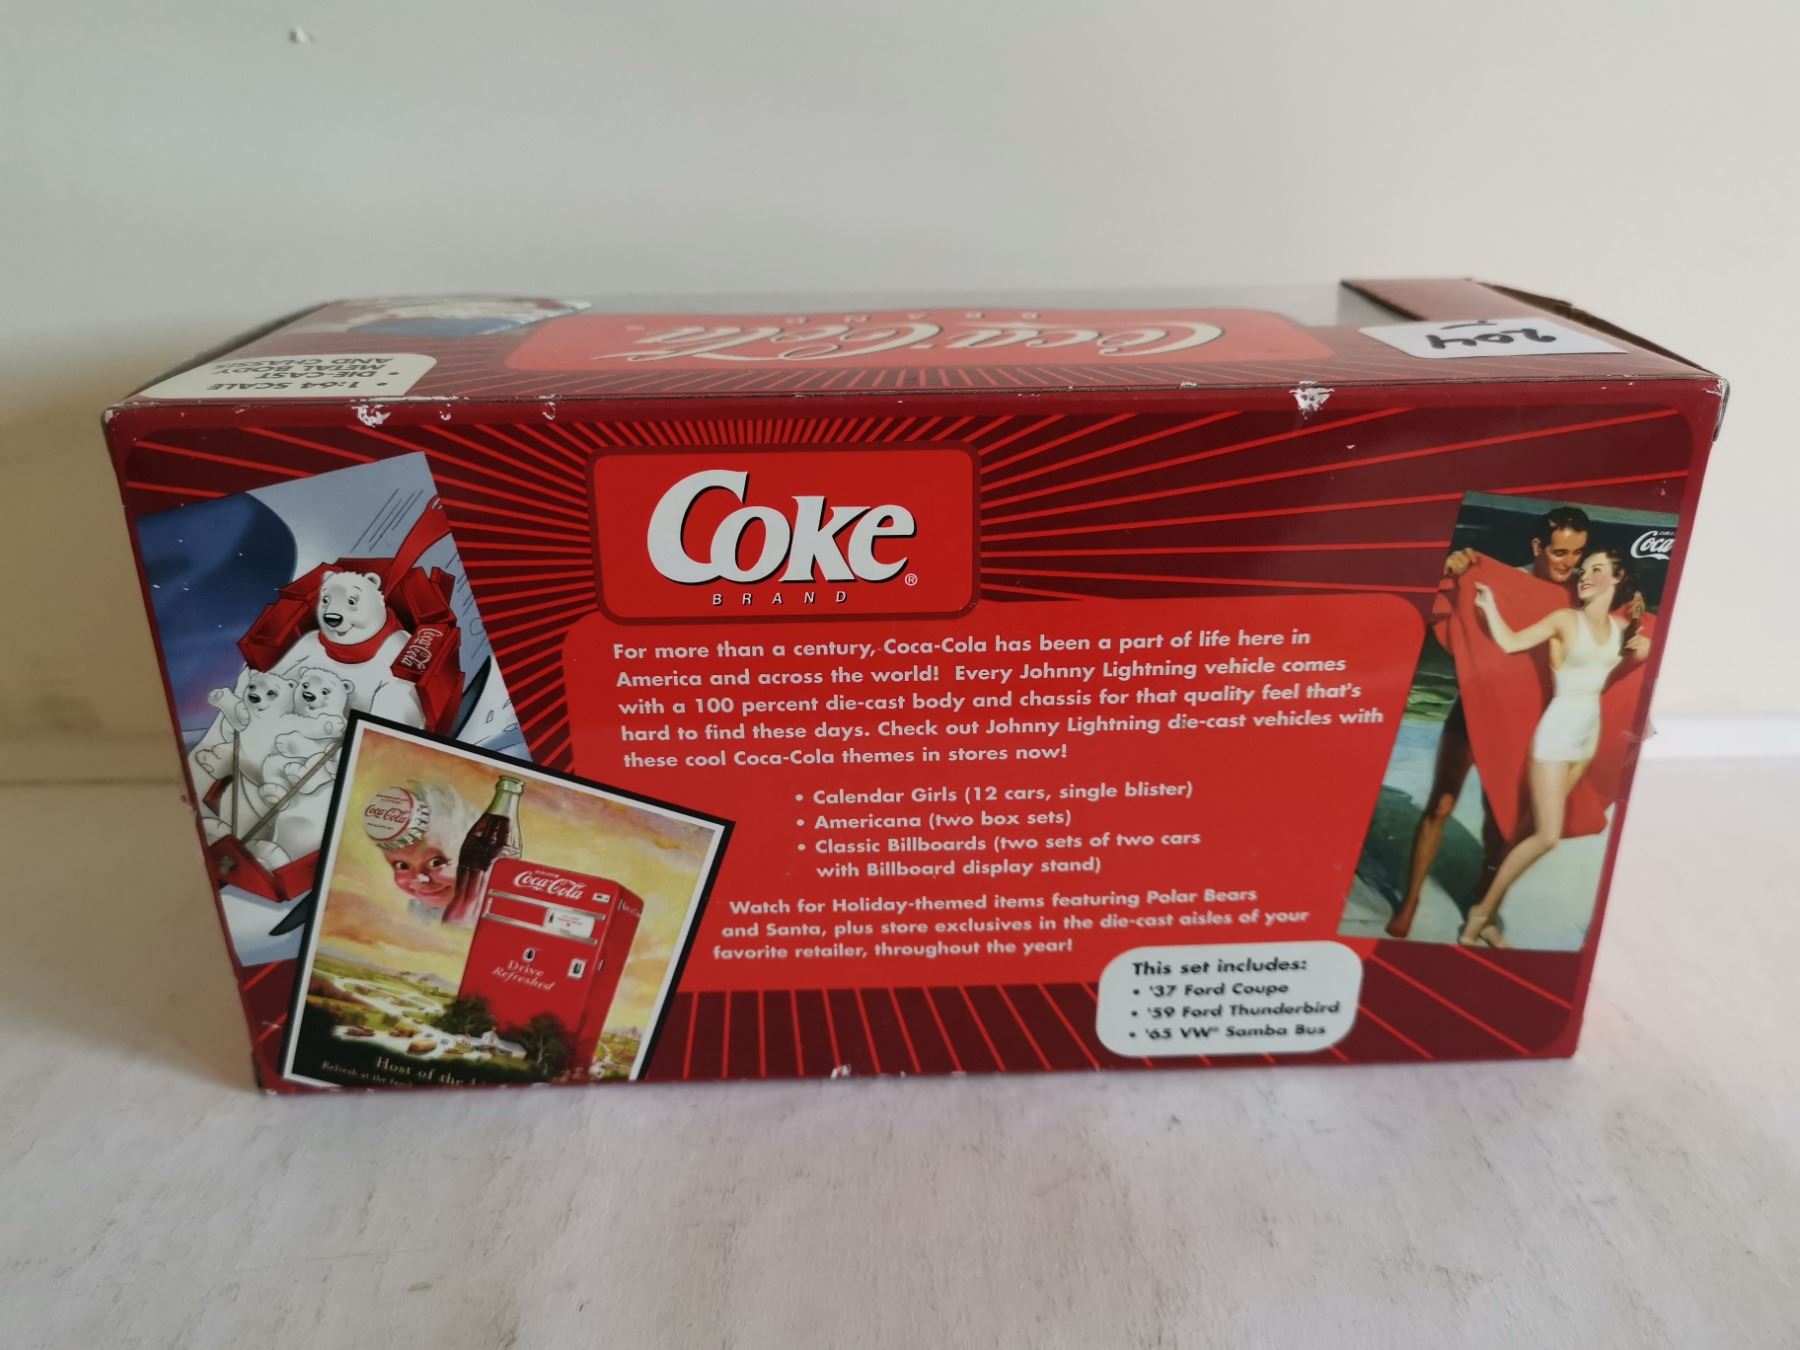 Coca-Cola
BRAND
204
• 1:64 SCALE
• DIE-CAST
METAL BODY
AND CHASSIS
Coke®
BRAND
For more than a century, Coca-Cola has been a part of life here in
America and across the world! Every Johnny Lightning vehicle comes
with a 100 percent die-cast body and chassis for that quality feel that's
hard to find these days. Check out Johnny Lightning die-cast vehicles with
these cool Coca-Cola themes in stores now!
• Calendar Girls (12 cars, single blister)
• Americana (two box sets)
• Classic Billboards (two sets of two cars
with Billboard display stand)
Watch for Holiday-themed items featuring Polar Bears
and Santa, plus store exclusives in the die-cast aisles of your
favorite retailer, throughout the year!
This set includes:
• '37 Ford Coupe
• '59 Ford Thunderbird
• '65 VW® Samba Bus
Coca-Cola
Coca-Cola
Coca-Cola
Drive
Refreshed
Host of the
Refresh at the
Coca